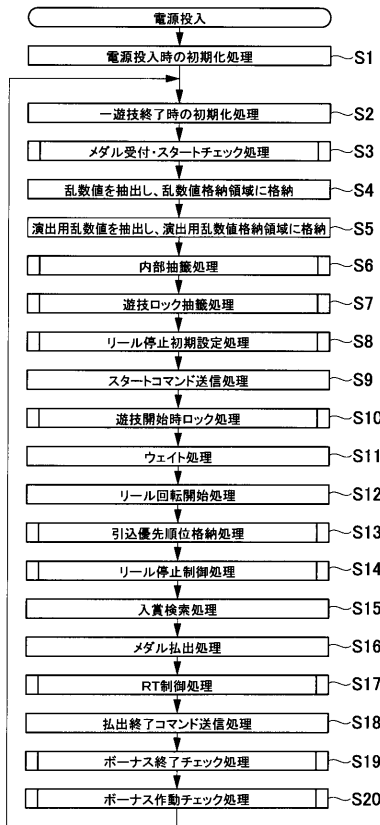 電源投入
電源投入時の初期化処理 S1
一遊技終了時の初期化処理 S2
メダル受付・スタートチェック処理 S3
乱数値を抽出し、乱数値格納領域に格納 S4
演出用乱数値を抽出し、演出用乱数値格納領域に格納 S5
内部抽籤処理 S6
遊技ロック抽籤処理 S7
リール停止初期設定処理 S8
スタートコマンド送信処理 S9
遊技開始時ロック処理 S10
ウェイト処理 S11
リール回転開始処理 S12
引込優先順位格納処理 S13
リール停止制御処理 S14
入賞検索処理 S15
メダル払出処理 S16
RT制御処理 S17
払出終了コマンド送信処理 S18
ボーナス終了チェック処理 S19
ボーナス作動チェック処理 S20